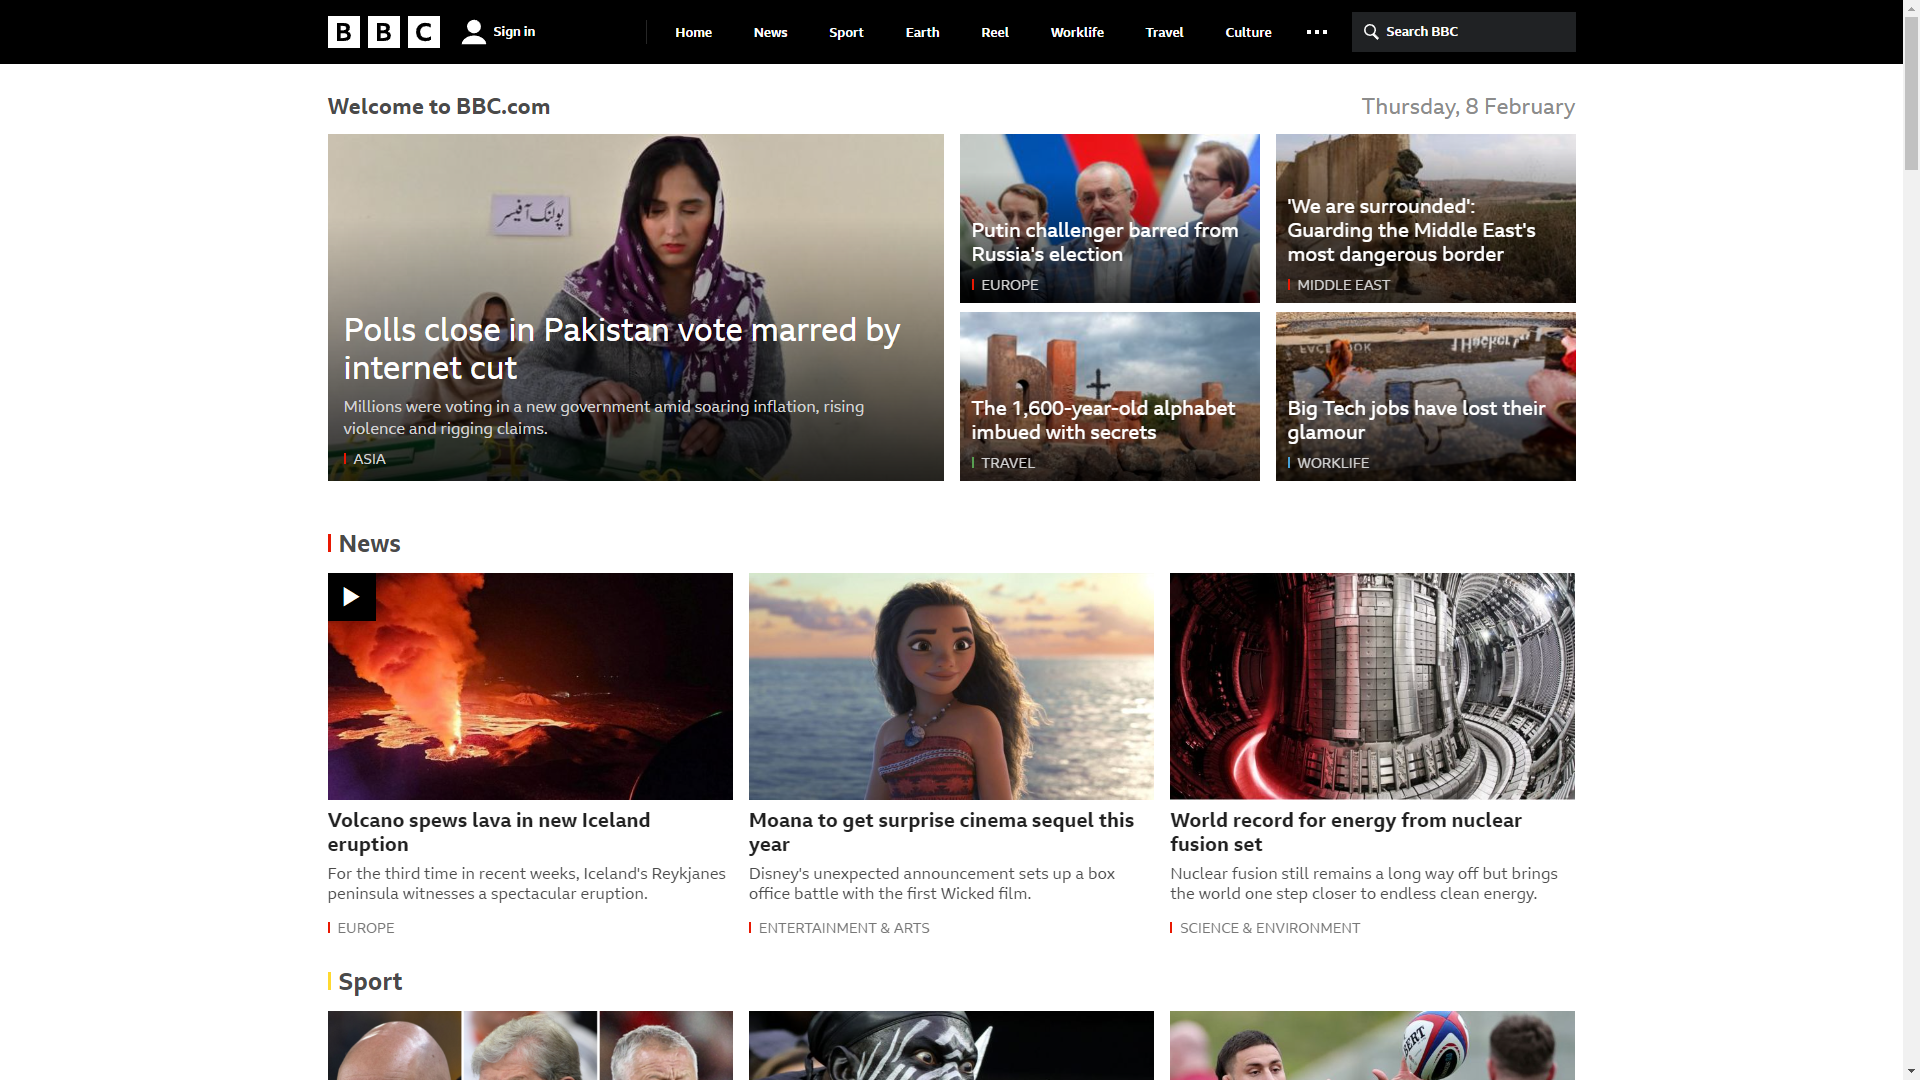 BBC
Sign in
Home
News
Sport
Earth
Reel
Worklife
Travel
Culture
Search BBC
Welcome to BBC.com
Thursday, 8 February
پولنگ آفیسر
Polls close in Pakistan vote marred by
internet cut
Millions were voting in a new government amid soaring inflation, rising
violence and rigging claims.
ASIA
Putin challenger barred from
Russia's election
EUROPE
'We are surrounded':
Guarding the Middle East's
most dangerous border
MIDDLE EAST
The 1,600-year-old alphabet
imbued with secrets
TRAVEL
Big Tech jobs have lost their
glamour
WORKLIFE
News
Volcano spews lava in new Iceland
eruption
For the third time in recent weeks, Iceland's Reykjanes
peninsula witnesses a spectacular eruption.
EUROPE
Moana to get surprise cinema sequel this
year
Disney's unexpected announcement sets up a box
office battle with the first Wicked film.
ENTERTAINMENT & ARTS
World record for energy from nuclear
fusion set
Nuclear fusion still remains a long way off but brings
the world one step closer to endless clean energy.
SCIENCE & ENVIRONMENT
Sport